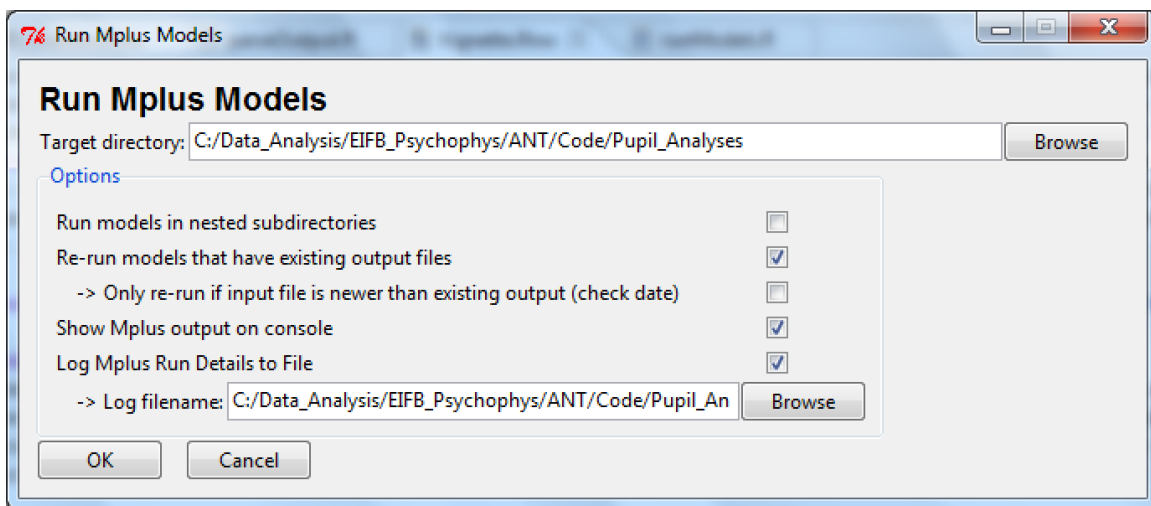 Run Mplus Models
Run Mplus Models
Target directory: C:/Data_Analysis/EIFB_Psychophys/ANT/Code/Pupil_Analyses Browse
Options
Run models in nested subdirectories
Re-run models that have existing output files
-> Only re-run if input file is newer than existing output (check date)
Show Mplus output on console
Log Mplus Run Details to File
-> Log filename: C:/Data_Analysis/EIFB_Psychophys/ANT/Code/Pupil_An Browse
OK Cancel